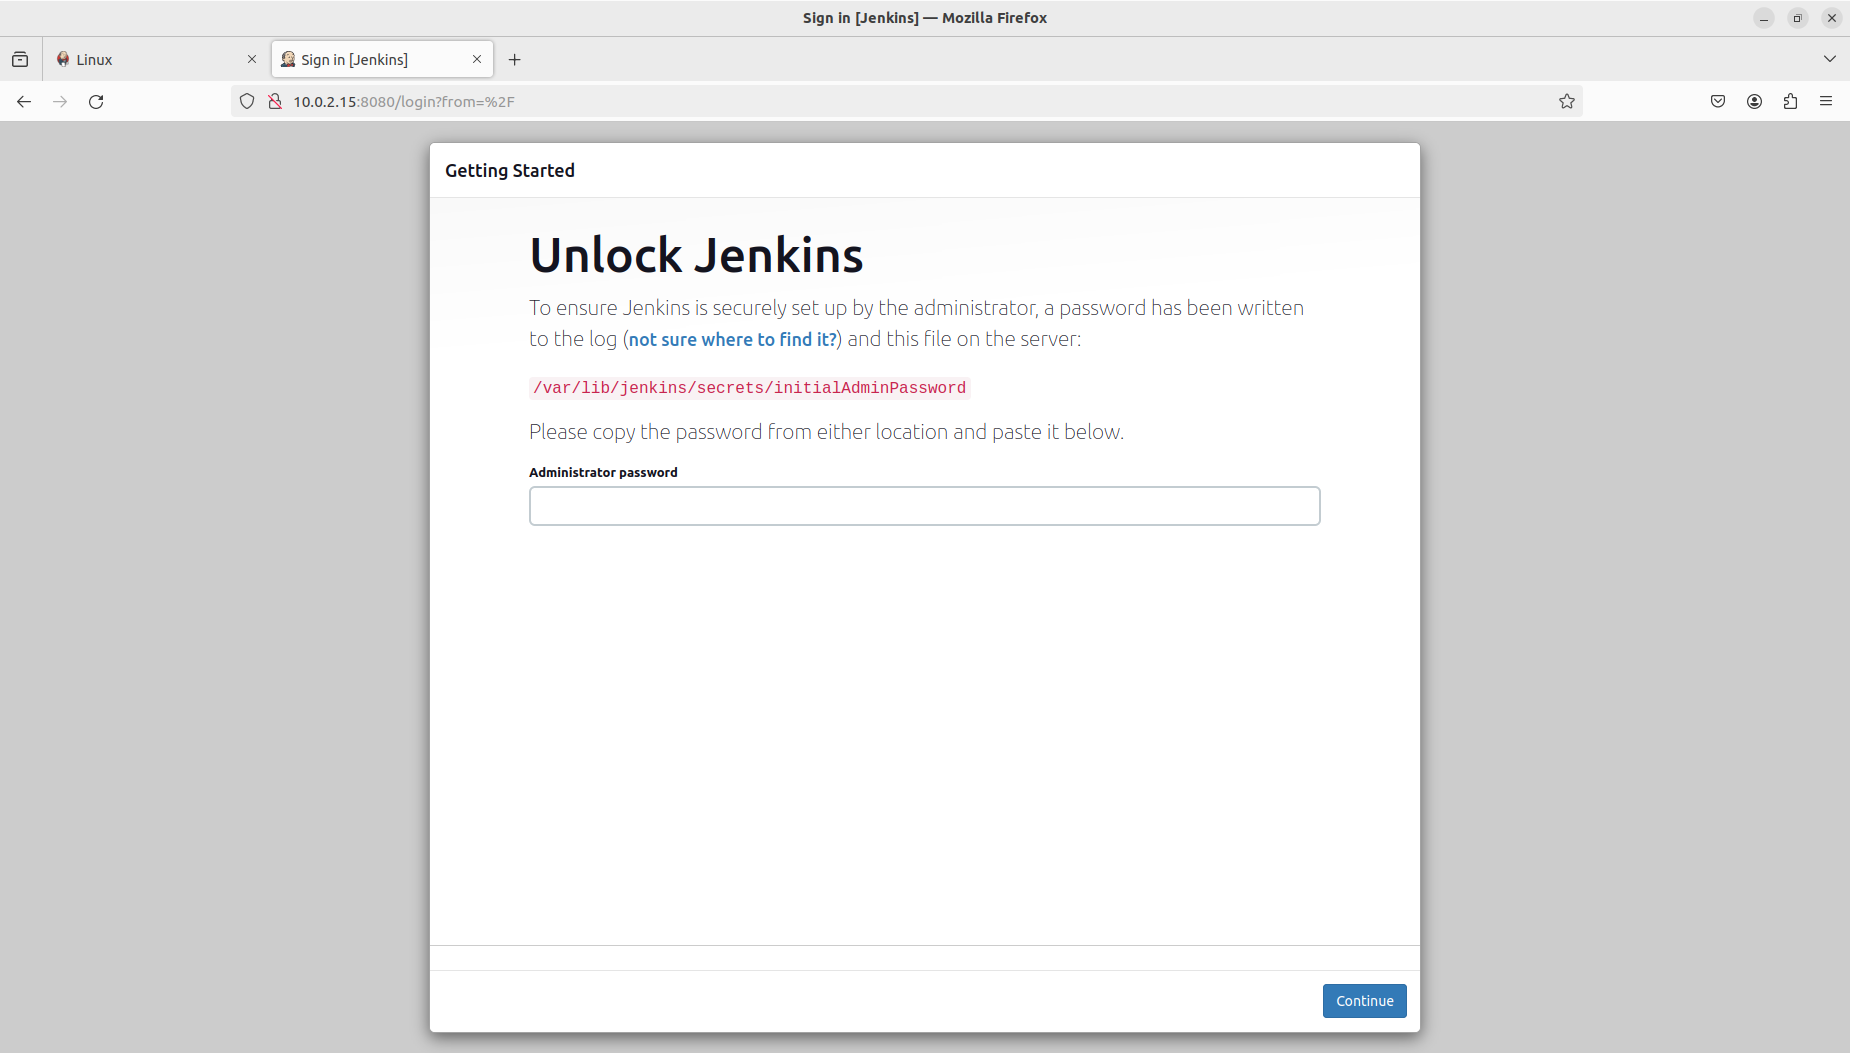 Sign in [Jenkins] — Mozilla Firefox
Linux
Sign in [Jenkins]
10.0.2.15:8080/login?from=%2F
Getting Started
Unlock Jenkins
To ensure Jenkins is securely set up by the administrator, a password has been written
to the log (not sure where to find it?) and this file on the server:
/var/lib/jenkins/secrets/initialAdminPassword
Please copy the password from either location and paste it below.
Administrator password
Continue